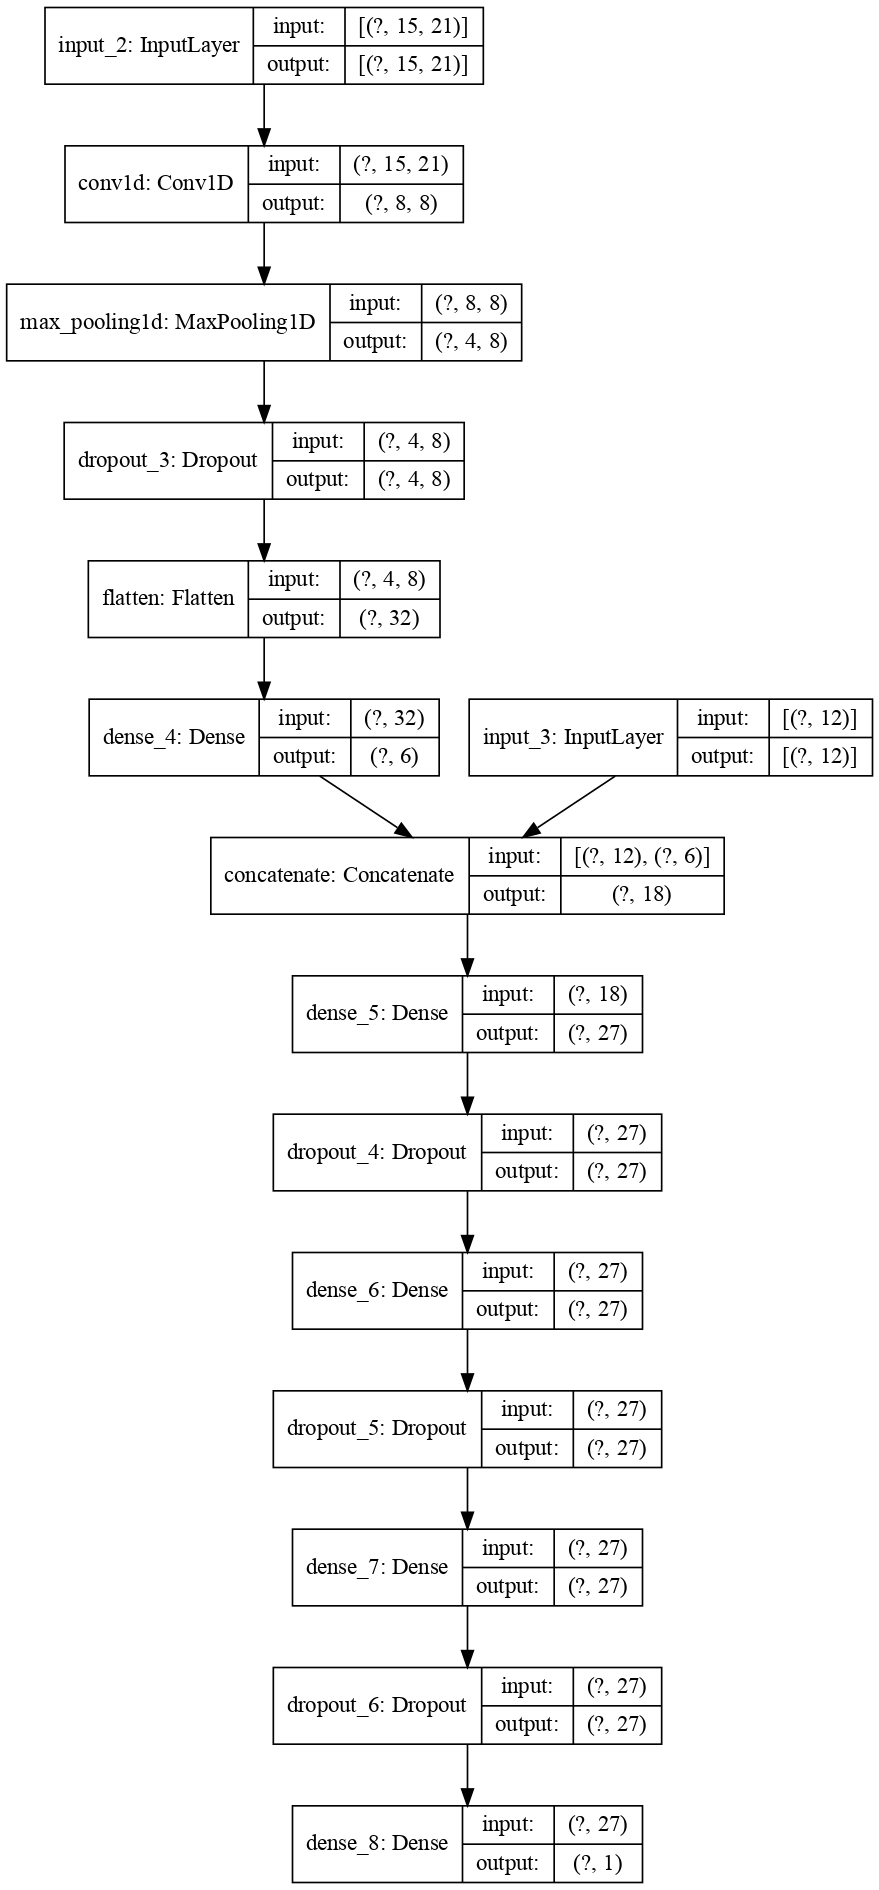 input_2: InputLayer
input: [(?, 15, 21)]
output: [(?, 15, 21)]
conv1d: Conv1D
input: (?, 15, 21)
output: (?, 8, 8)
max_pooling1d: MaxPooling1D
input: (?, 8, 8)
output: (?, 4, 8)
dropout_3: Dropout
input: (?, 4, 8)
output: (?, 4, 8)
flatten: Flatten
input: (?, 4, 8)
output: (?, 32)
dense_4: Dense
input: (?, 32)
output: (?, 6)
input_3: InputLayer
input: [(?, 12)]
output: [(?, 12)]
concatenate: Concatenate
input: [(?, 12), (?, 6)]
output: (?, 18)
dense_5: Dense
input: (?, 18)
output: (?, 27)
dropout_4: Dropout
input: (?, 27)
output: (?, 27)
dense_6: Dense
input: (?, 27)
output: (?, 27)
dropout_5: Dropout
input: (?, 27)
output: (?, 27)
dense_7: Dense
input: (?, 27)
output: (?, 27)
dropout_6: Dropout
input: (?, 27)
output: (?, 27)
dense_8: Dense
input: (?, 27)
output: (?, 1)